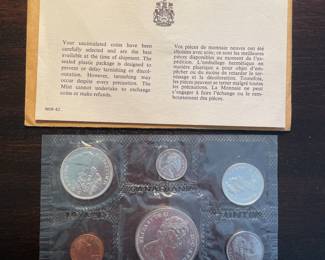 Your uncirculated coins have been
carefully selected and are the best
available at the time of shipment. The
sealed plastic package is designed to
prevent or delay tarnishing or discol-
oration. However, tarnishing may
occur despite every precaution. The
Mint cannot undertake to exchange
coins or make refunds.
Vos pièces de monnaie neuves ont été
choisies avec soin; ce sont les meilleures
pièces disponibles au moment de l'expé-
dition. L'emballage hermétique en
matière plastique a pour objet d'em-
pêcher ou du moins de retarder le ter-
nissage et la décoloration. Toutefois,
les pièces peuvent se ternir malgré toutes
les précautions. La Monnaie ne peut
s'engager à faire l'échange ou le rem-
boursement des pièces.